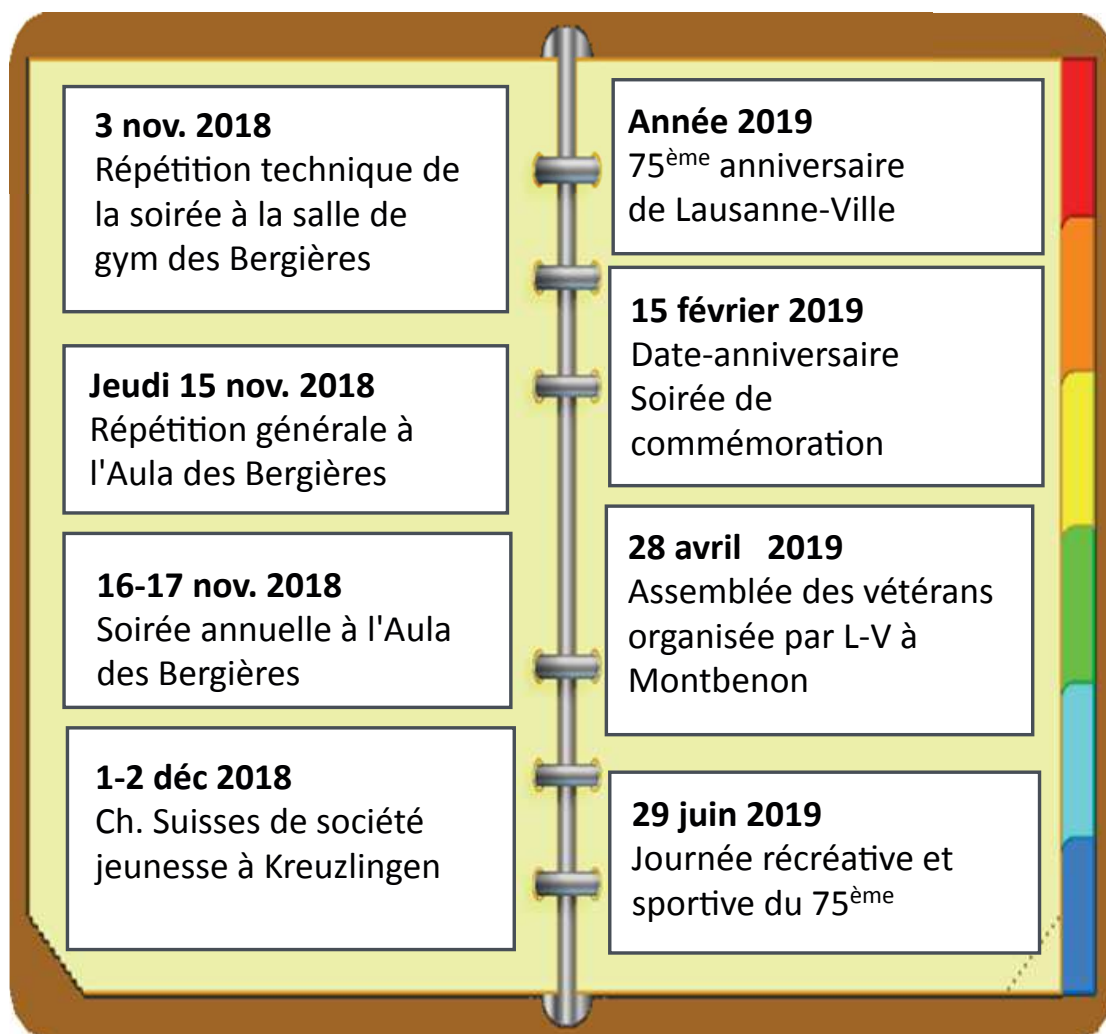 3 nov. 2018
Répétition technique de
la soirée à la salle de
gym des Bergières
Jeudi 15 nov. 2018
Répétition générale à
l'Aula des Bergières
16-17 nov. 2018
Soirée annuelle à l'Aula
des Bergières
1-2 déc 2018
Ch. Suisses de société
jeunesse à Kreuzlingen
Année 2019
75ème anniversaire
de Lausanne-Ville
15 février 2019
Date-anniversaire
Soirée de
commémoration
28 avril 2019
Assemblée des vétérans
organisée par L-V à
Montbenon
29 juin 2019
Journée récréative et
sportive du 75ème